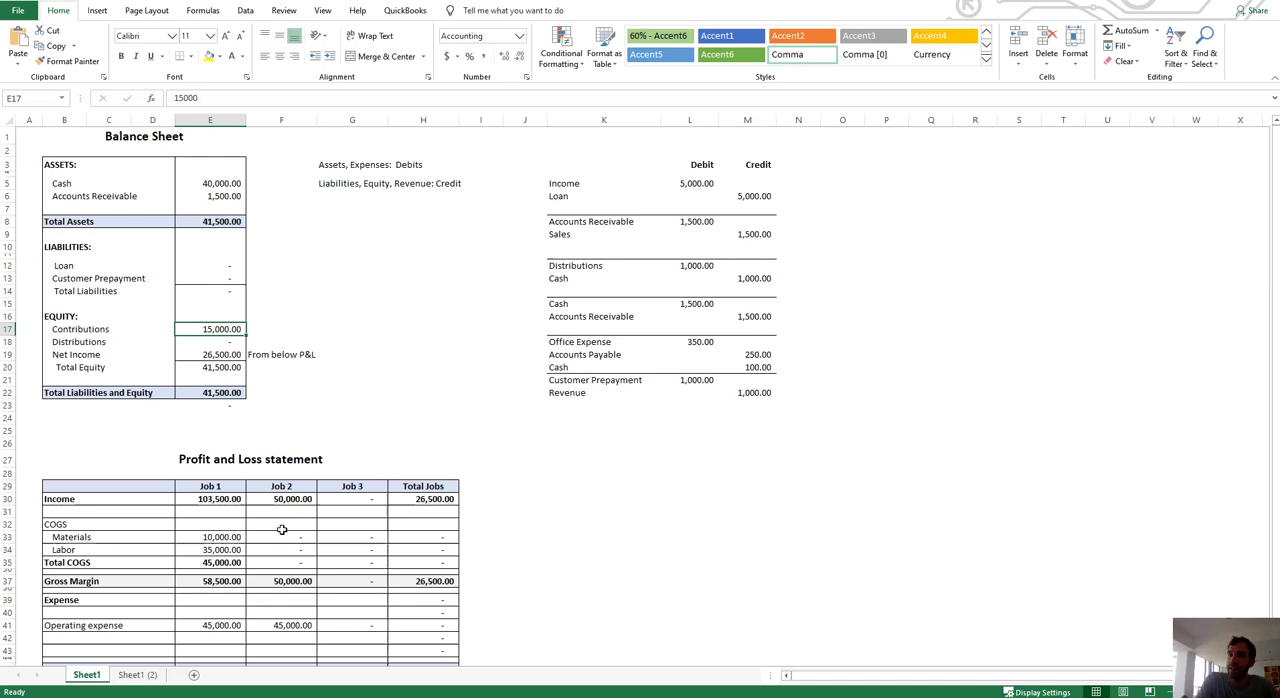 File Home Insert Page Layout Formulas Data Review View Help QuickBooks Tell me what you want to do Share
Paste Cut Copy Format Painter
Clipboard
Calibri 11 A A
B I U A
Font
Wrap Text
Merge & Center
Alignment
Accounting
$ % ,
Number
Conditional Formatting Format as Table
60% - Accent6 Accent1 Accent2 Accent3 Accent4
Accent5 Accent6 Comma Comma [0] Currency
Styles
Insert Delete Format
Cells
AutoSum
Fill
Clear
Sort & Filter Find & Select
Editing
E17 fx 15000
A B C D E F G H I J K L M N O P Q R S T U V W X
1 Balance Sheet
2
3 ASSETS: Assets, Expenses: Debits Debit Credit
5 Cash 40,000.00 Liabilities, Equity, Revenue: Credit Income 5,000.00
6 Accounts Receivable 1,500.00 Loan 5,000.00
7
8 Total Assets 41,500.00 Accounts Receivable 1,500.00
9 Sales 1,500.00
10 LIABILITIES:
12 Loan - Distributions 1,000.00
13 Customer Prepayment - Cash 1,000.00
14 Total Liabilities -
15 Cash 1,500.00
16 EQUITY: Accounts Receivable 1,500.00
17 Contributions 15,000.00
18 Distributions - Office Expense 350.00
19 Net Income 26,500.00 From below P&L Accounts Payable 250.00
20 Total Equity 41,500.00 Cash 100.00
21 Customer Prepayment 1,000.00
22 Total Liabilities and Equity 41,500.00 Revenue 1,000.00
23 -
24
25
26
27 Profit and Loss statement
28
29 Job 1 Job 2 Job 3 Total Jobs
30 Income 103,500.00 50,000.00 - 26,500.00
31
32 COGS
33 Materials 10,000.00 - - -
34 Labor 35,000.00 - - -
35 Total COGS 45,000.00 - - -
37 Gross Margin 58,500.00 50,000.00 - 26,500.00
39 Expense -
40 -
41 Operating expense 45,000.00 45,000.00 - -
42 -
43 -
Sheet1 Sheet1 (2)
Ready Display Settings